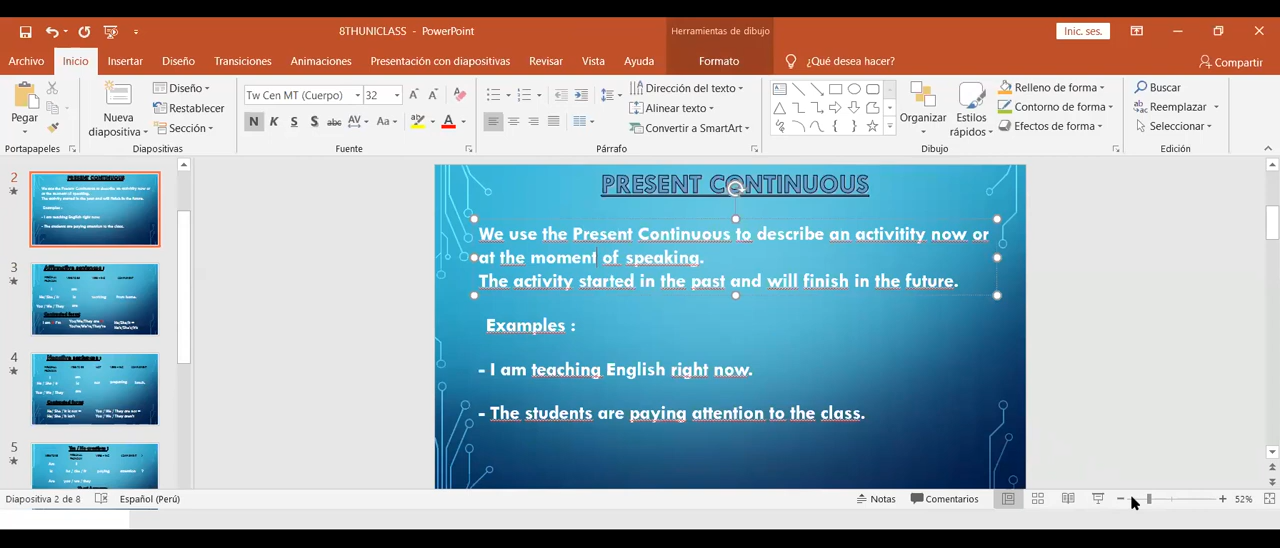 8THUNICLASS - PowerPoint
Herramientas de dibujo
Inic. ses.
Archivo Inicio Insertar Diseño Transiciones Animaciones Presentación con diapositivas Revisar Vista Ayuda Formato ¿Qué desea hacer? Compartir
Pegar
Nueva diapositiva
Diseño
Restablecer
Sección
Tw Cen MT (Cuerpo) 32
N K S S abc AV Aa A
Dirección del texto
Alinear texto
Convertir a SmartArt
Organizar
Estilos rápidos
Relleno de forma
Contorno de forma
Efectos de forma
Buscar
Reemplazar
Seleccionar
Portapapeles Diapositivas Fuente Párrafo Dibujo Edición
2
3
4
5
PRESENT CONTINUOUS
We use the Present Continuous to describe an activitity now or
at the moment of speaking.
The activity started in the past and will finish in the future.
Examples :
- I am teaching English right now.
- The students are paying attention to the class.
Diapositiva 2 de 8 Español (Perú) Notas Comentarios 52%